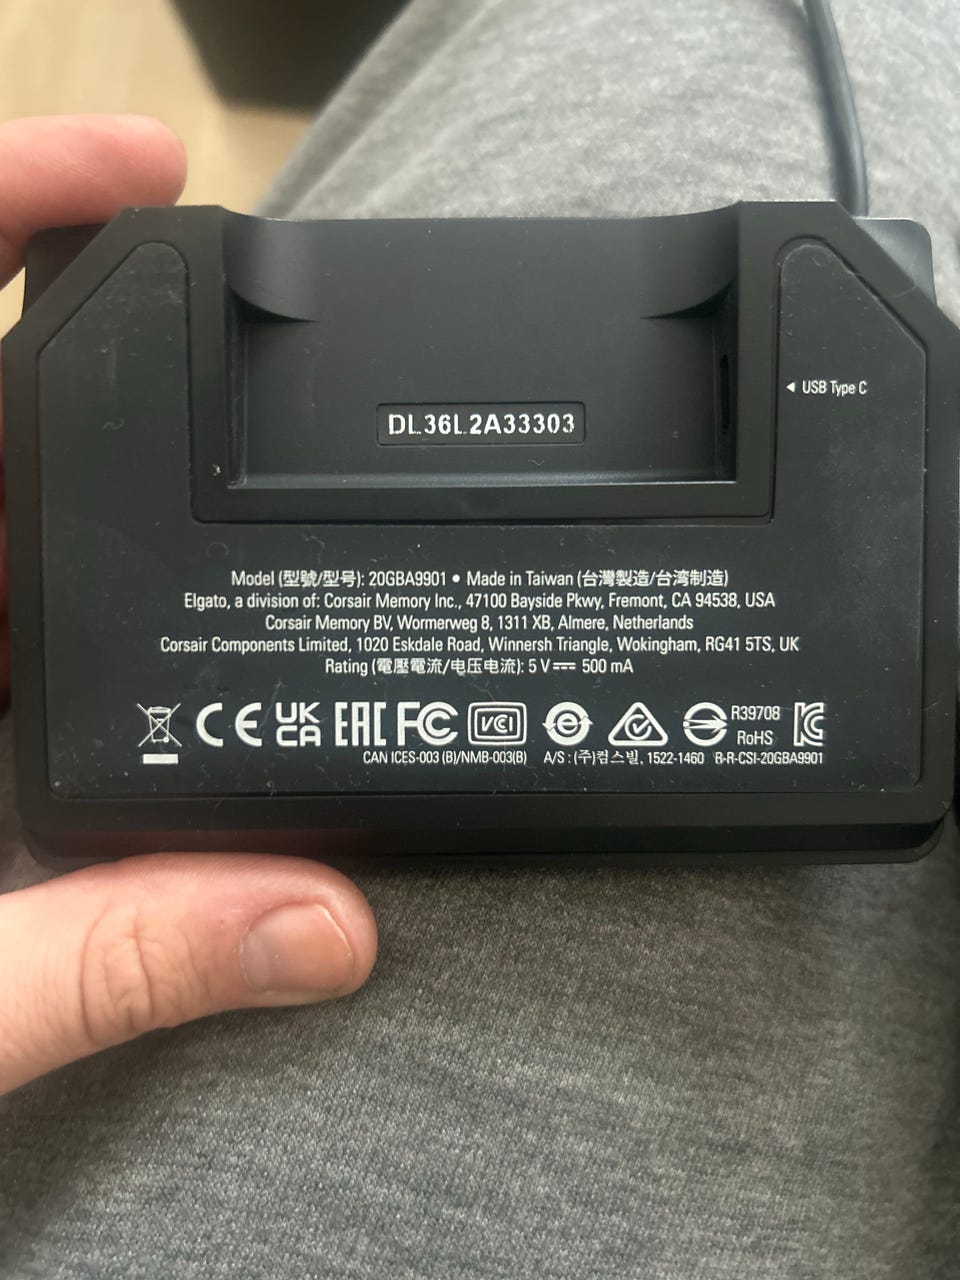 ◄ USB Type C
DL36L2A33303
Model (型號/型号): 20GBA9901 • Made in Taiwan (台灣製造/台湾制造)
Elgato, a division of: Corsair Memory Inc., 47100 Bayside Pkwy, Fremont, CA 94538, USA
Corsair Memory BV, Wormerweg 8, 1311 XB, Almere, Netherlands
Corsair Components Limited, 1020 Eskdale Road, Winnersh Triangle, Wokingham, RG41 5TS, UK
Rating (電壓電流/电压电流): 5 V⎓ 500 mA
CE UK CA EAC FC VCI R39708 RoHS KC
CAN ICES-003 (B)/NMB-003(B) A/S : (주)컴스빌, 1522-1460 R-R-CSI-20GBA9901